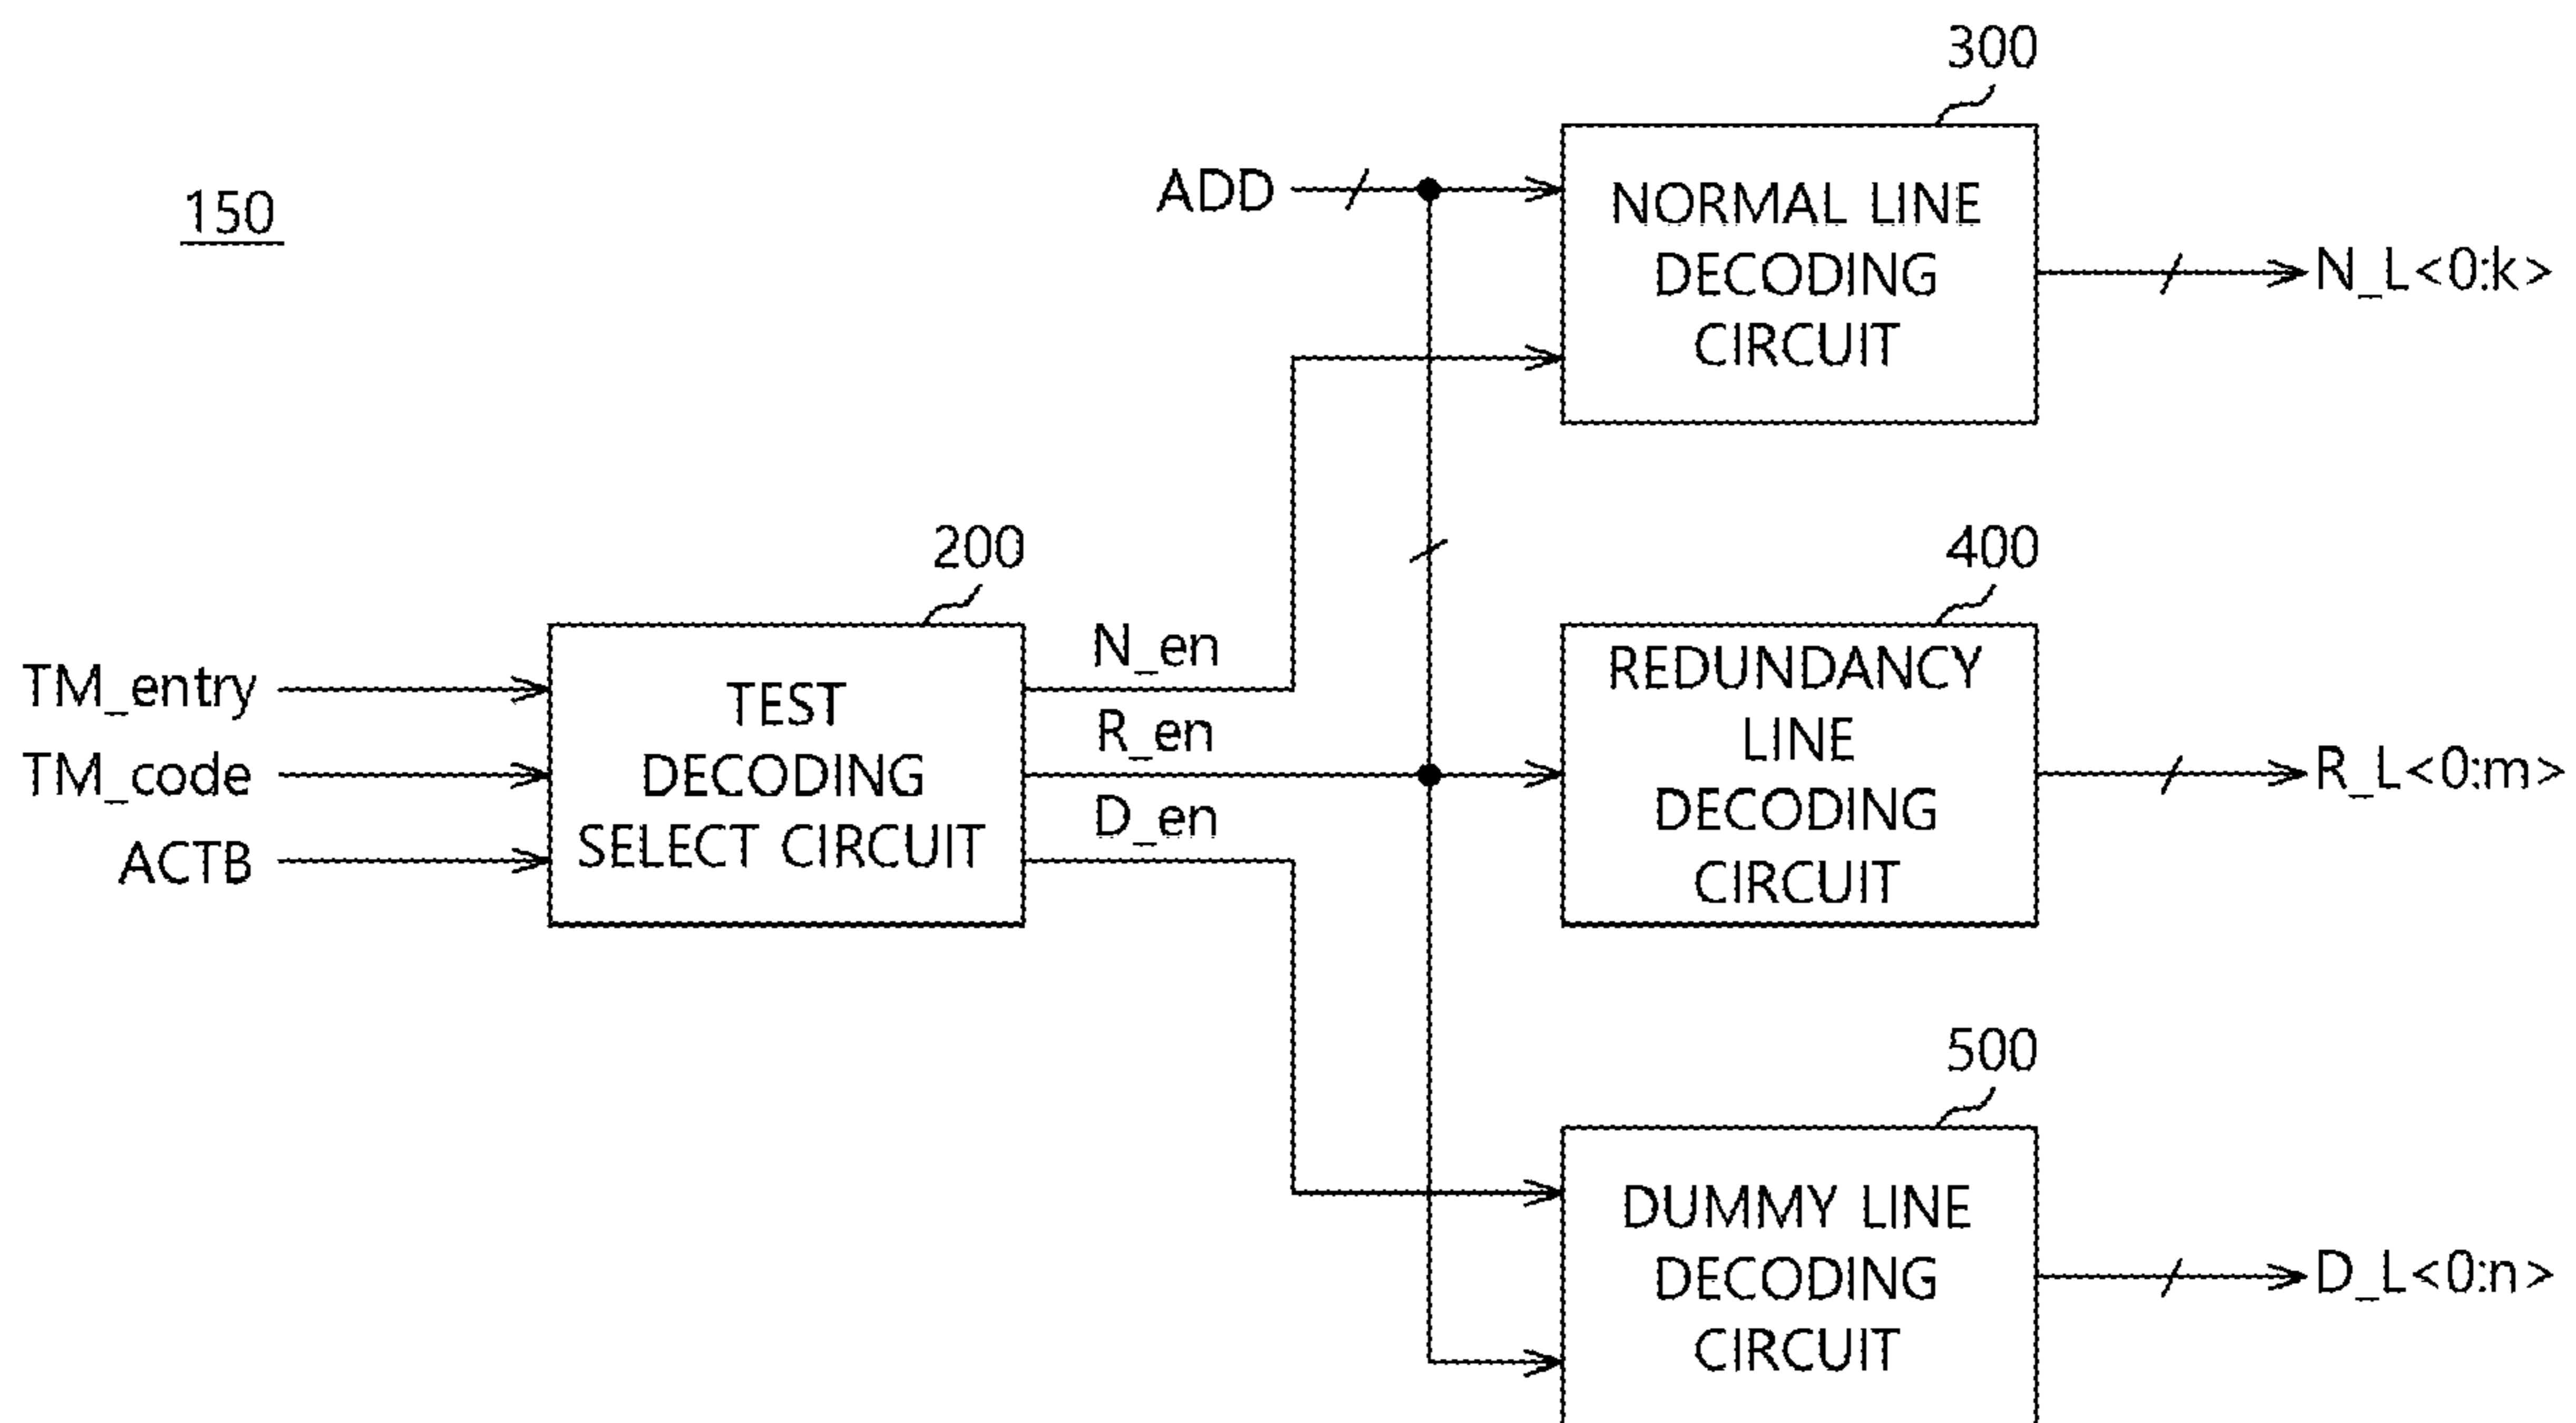 150
300
ADD
NORMAL LINE
DECODING
CIRCUIT
N_L<0:k>
200
TM_entry
TM_code
ACTB
TEST
DECODING
SELECT CIRCUIT
N_en
R_en
D_en
400
REDUNDANCY
LINE
DECODING
CIRCUIT
R_L<0:m>
500
DUMMY LINE
DECODING
CIRCUIT
D_L<0:n>